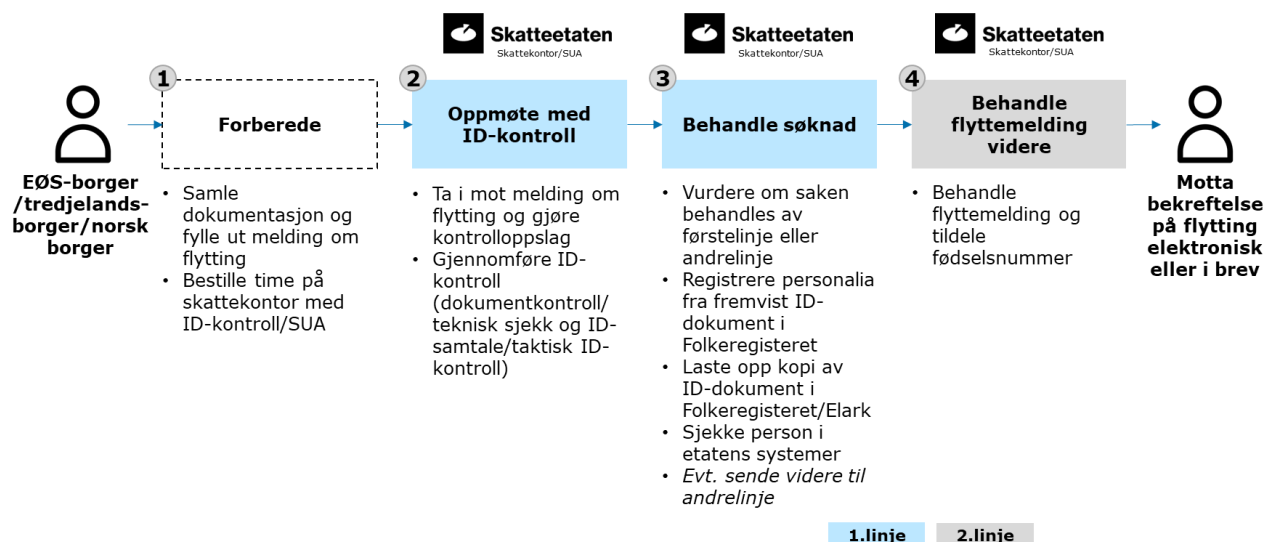 Skatteetaten
Skattekontor/SUA
Skatteetaten
Skattekontor/SUA
Skatteetaten
Skattekontor/SUA
EØS-borger
/tredjelands-
borger/norsk
borger
1
Forberede
• Samle
dokumentasjon og
fylle ut melding om
flytting
• Bestille time på
skattekontor med
ID-kontroll/SUA
2
Oppmøte med
ID-kontroll
• Ta i mot melding om
flytting og gjøre
kontrolloppslag
• Gjennomføre ID-
kontroll
(dokumentkontroll/
teknisk sjekk og ID-
samtale/taktisk ID-
kontroll)
3
Behandle søknad
• Vurdere om saken
behandles av
førstelinje eller
andrelinje
• Registrere personalia
fra fremvist ID-
dokument i
Folkeregisteret
• Laste opp kopi av
ID-dokument i
Folkeregisteret/Elark
• Sjekke person i
etatens systemer
• Evt. sende videre til
andrelinje
4
Behandle
flyttemelding
videre
• Behandle
flyttemelding og
tildele
fødselsnummer
Motta
bekreftelse
på flytting
elektronisk
eller i brev
1.linje
2.linje